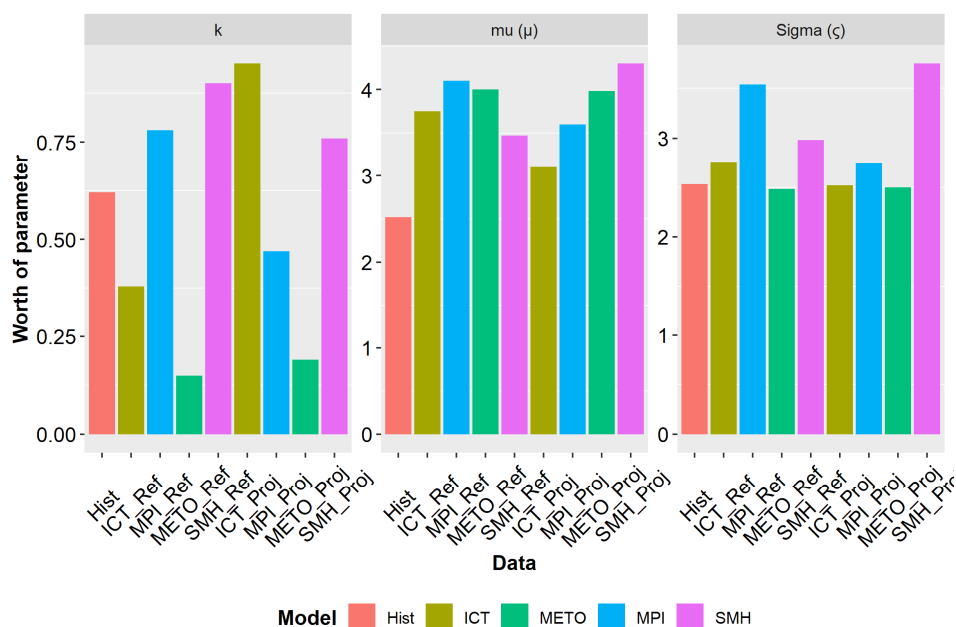 k
mu (μ)
Sigma (ς)
Worth of parameter
0.75
0.50
0.25
0.00
4
3
2
1
0
3
2
1
0
Hist
ICT_Ref
MPI_Ref
METO_Ref
SMH_Ref
ICT_Proj
MPI_Proj
METO_Proj
SMH_Proj
Hist
ICT_Ref
MPI_Ref
METO_Ref
SMH_Ref
ICT_Proj
MPI_Proj
METO_Proj
SMH_Proj
Hist
ICT_Ref
MPI_Ref
METO_Ref
SMH_Ref
ICT_Proj
MPI_Proj
METO_Proj
SMH_Proj
Data
Model Hist ICT METO MPI SMH